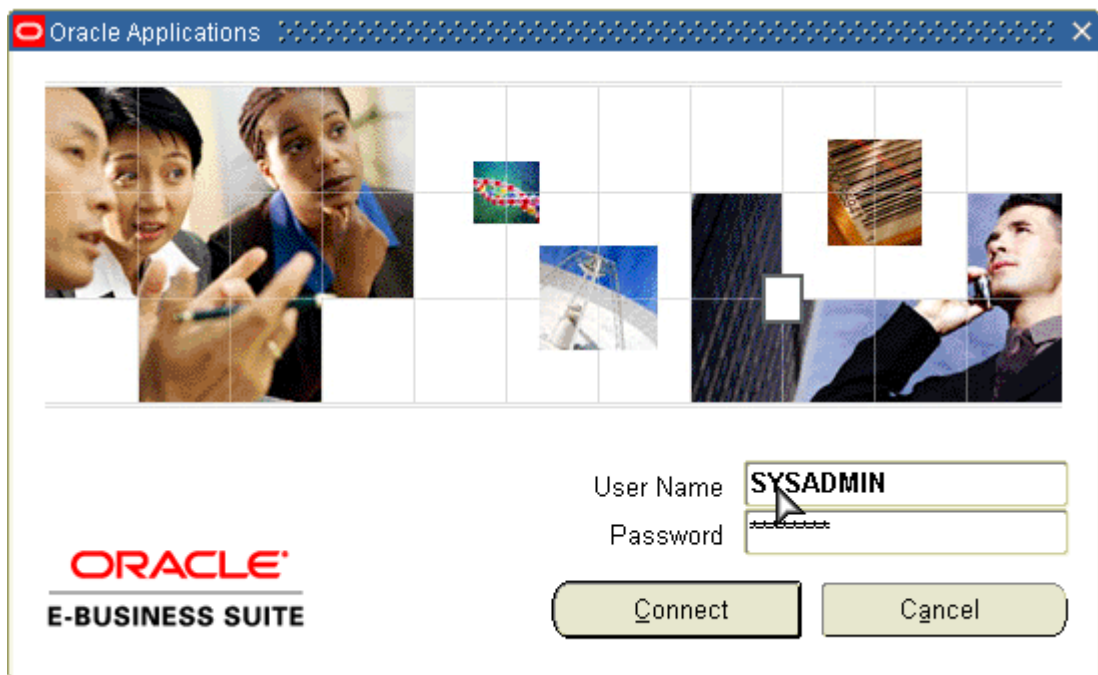 Oracle Applications
User Name SYSADMIN
Password ********
ORACLE
E-BUSINESS SUITE
Connect Cancel